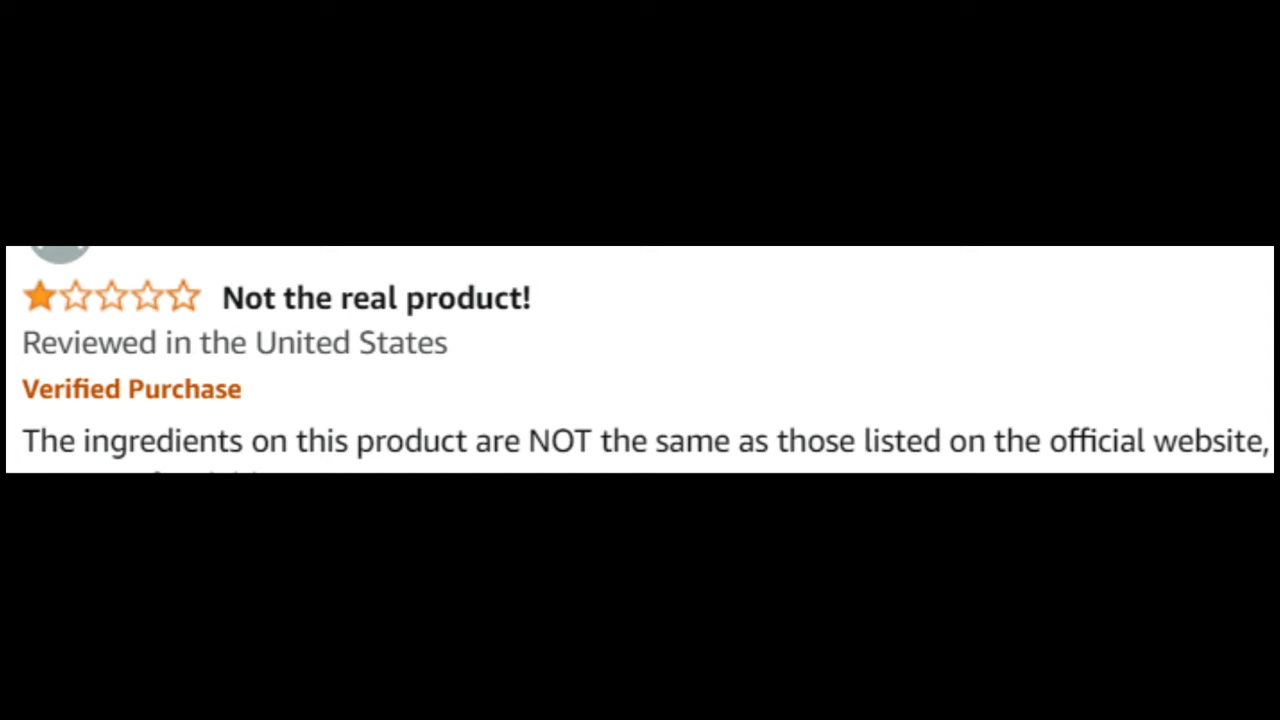 Not the real product!
Reviewed in the United States
Verified Purchase
The ingredients on this product are NOT the same as those listed on the official website,